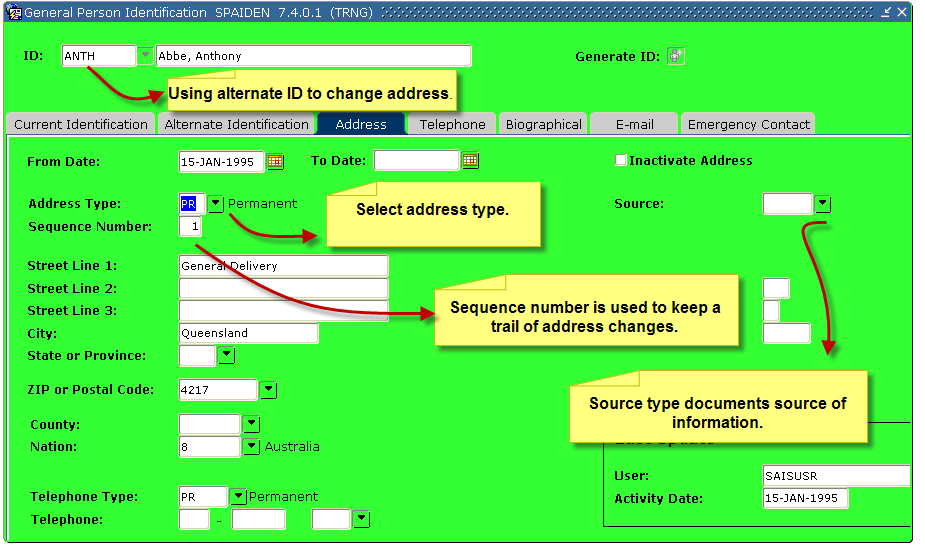 General Person Identification SPAIDEN 7.4.0.1 (TRNG)
ID: ANTH Abbe, Anthony Generate ID:
Using alternate ID to change address.
Current Identification Alternate Identification Address Telephone Biographical E-mail Emergency Contact
From Date: 15-JAN-1995 To Date: Inactivate Address
Address Type: PR Permanent Source:
Select address type.
Sequence Number: 1
Street Line 1: General Delivery
Street Line 2:
Street Line 3:
Sequence number is used to keep a
trail of address changes.
City: Queensland
State or Province:
ZIP or Postal Code: 4217
Source type documents source of
information.
County:
Nation: 8 Australia
User: SAISUSR
Telephone Type: PR Permanent
Activity Date: 15-JAN-1995
Telephone: -